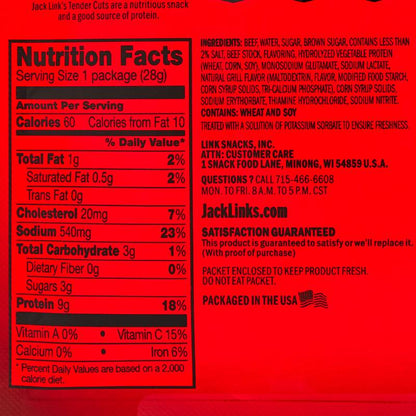 Jack Link's Tender Cuts are a nutritious snack
and a good source of protein.
Nutrition Facts
Serving Size 1 package (28g)
Amount Per Serving
Calories 60 Calories from Fat 10
% Daily Value*
Total Fat 1g 2%
Saturated Fat 0.5g 2%
Trans Fat 0g
Cholesterol 20mg 7%
Sodium 540mg 23%
Total Carbohydrate 3g 1%
Dietary Fiber 0g 0%
Sugars 3g
Protein 9g 18%
Vitamin A 0% • Vitamin C 15%
Calcium 0% • Iron 6%
* Percent Daily Values are based on a 2,000
calorie diet.
INGREDIENTS: BEEF, WATER, SUGAR, BROWN SUGAR, CONTAINS LESS THAN
2% SALT, BEEF STOCK, FLAVORING, HYDROLYZED VEGETABLE PROTEIN
(WHEAT, CORN, SOY), MONOSODIUM GLUTAMATE, SODIUM LACTATE,
NATURAL GRILL FLAVOR (MALTODEXTRIN, FLAVOR, MODIFIED FOOD STARCH,
CORN SYRUP SOLIDS, TRI-CALCIUM PHOSPHATE), CORN SYRUP SOLIDS,
SODIUM ERYTHORBATE, THIAMINE HYDROCHLORIDE, SODIUM NITRITE.
CONTAINS: WHEAT AND SOY
TREATED WITH A SOLUTION OF POTASSIUM SORBATE TO ENSURE FRESHNESS.
LINK SNACKS, INC.
ATTN: CUSTOMER CARE
1 SNACK FOOD LANE, MINONG, WI 54859 U.S.A.
QUESTIONS? CALL 715-466-6608
MON. TO FRI. 8 A.M. TO 5 P.M. CST
JackLinks.com
SATISFACTION GUARANTEED
This product is guaranteed to satisfy or we'll replace it.
(With proof of purchase)
PACKET ENCLOSED TO KEEP PRODUCT FRESH.
DO NOT EAT PACKET.
PACKAGED IN THE USA